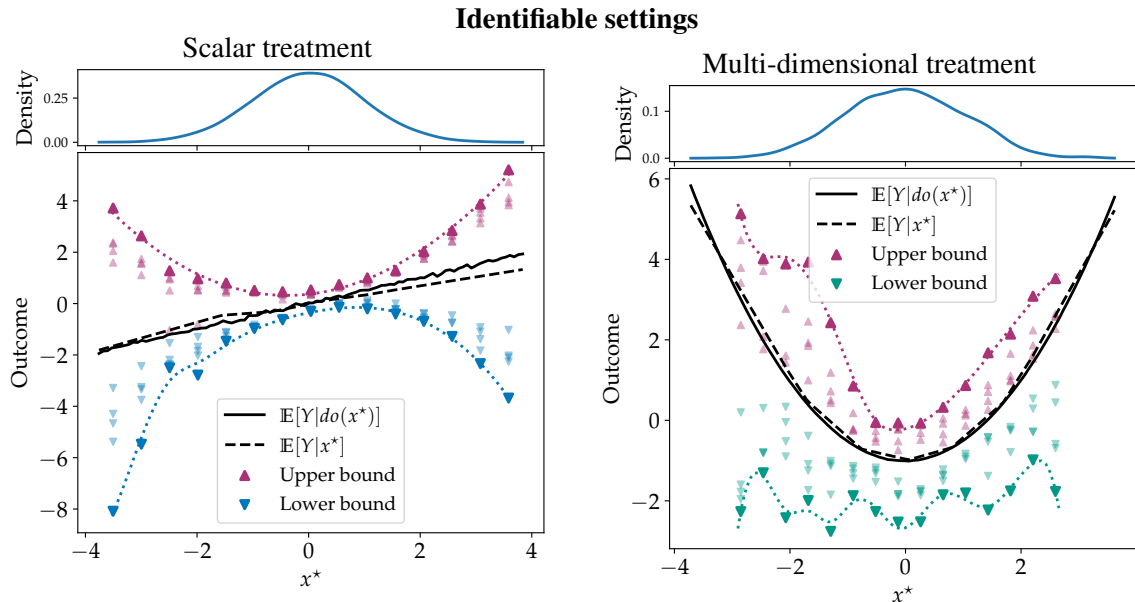 Identifiable settings
Scalar treatment
Density
0.25
0.00
Outcome
4
2
0
−2
−4
−6
−8
𝔼[Y|do(x⋆)]
𝔼[Y|x⋆]
Upper bound
Lower bound
−4 −2 0 2 4
x⋆
Multi-dimensional treatment
Density
0.1
0.0
Outcome
6
4
2
0
−2
𝔼[Y|do(x⋆)]
𝔼[Y|x⋆]
Upper bound
Lower bound
−4 −2 0 2
x⋆